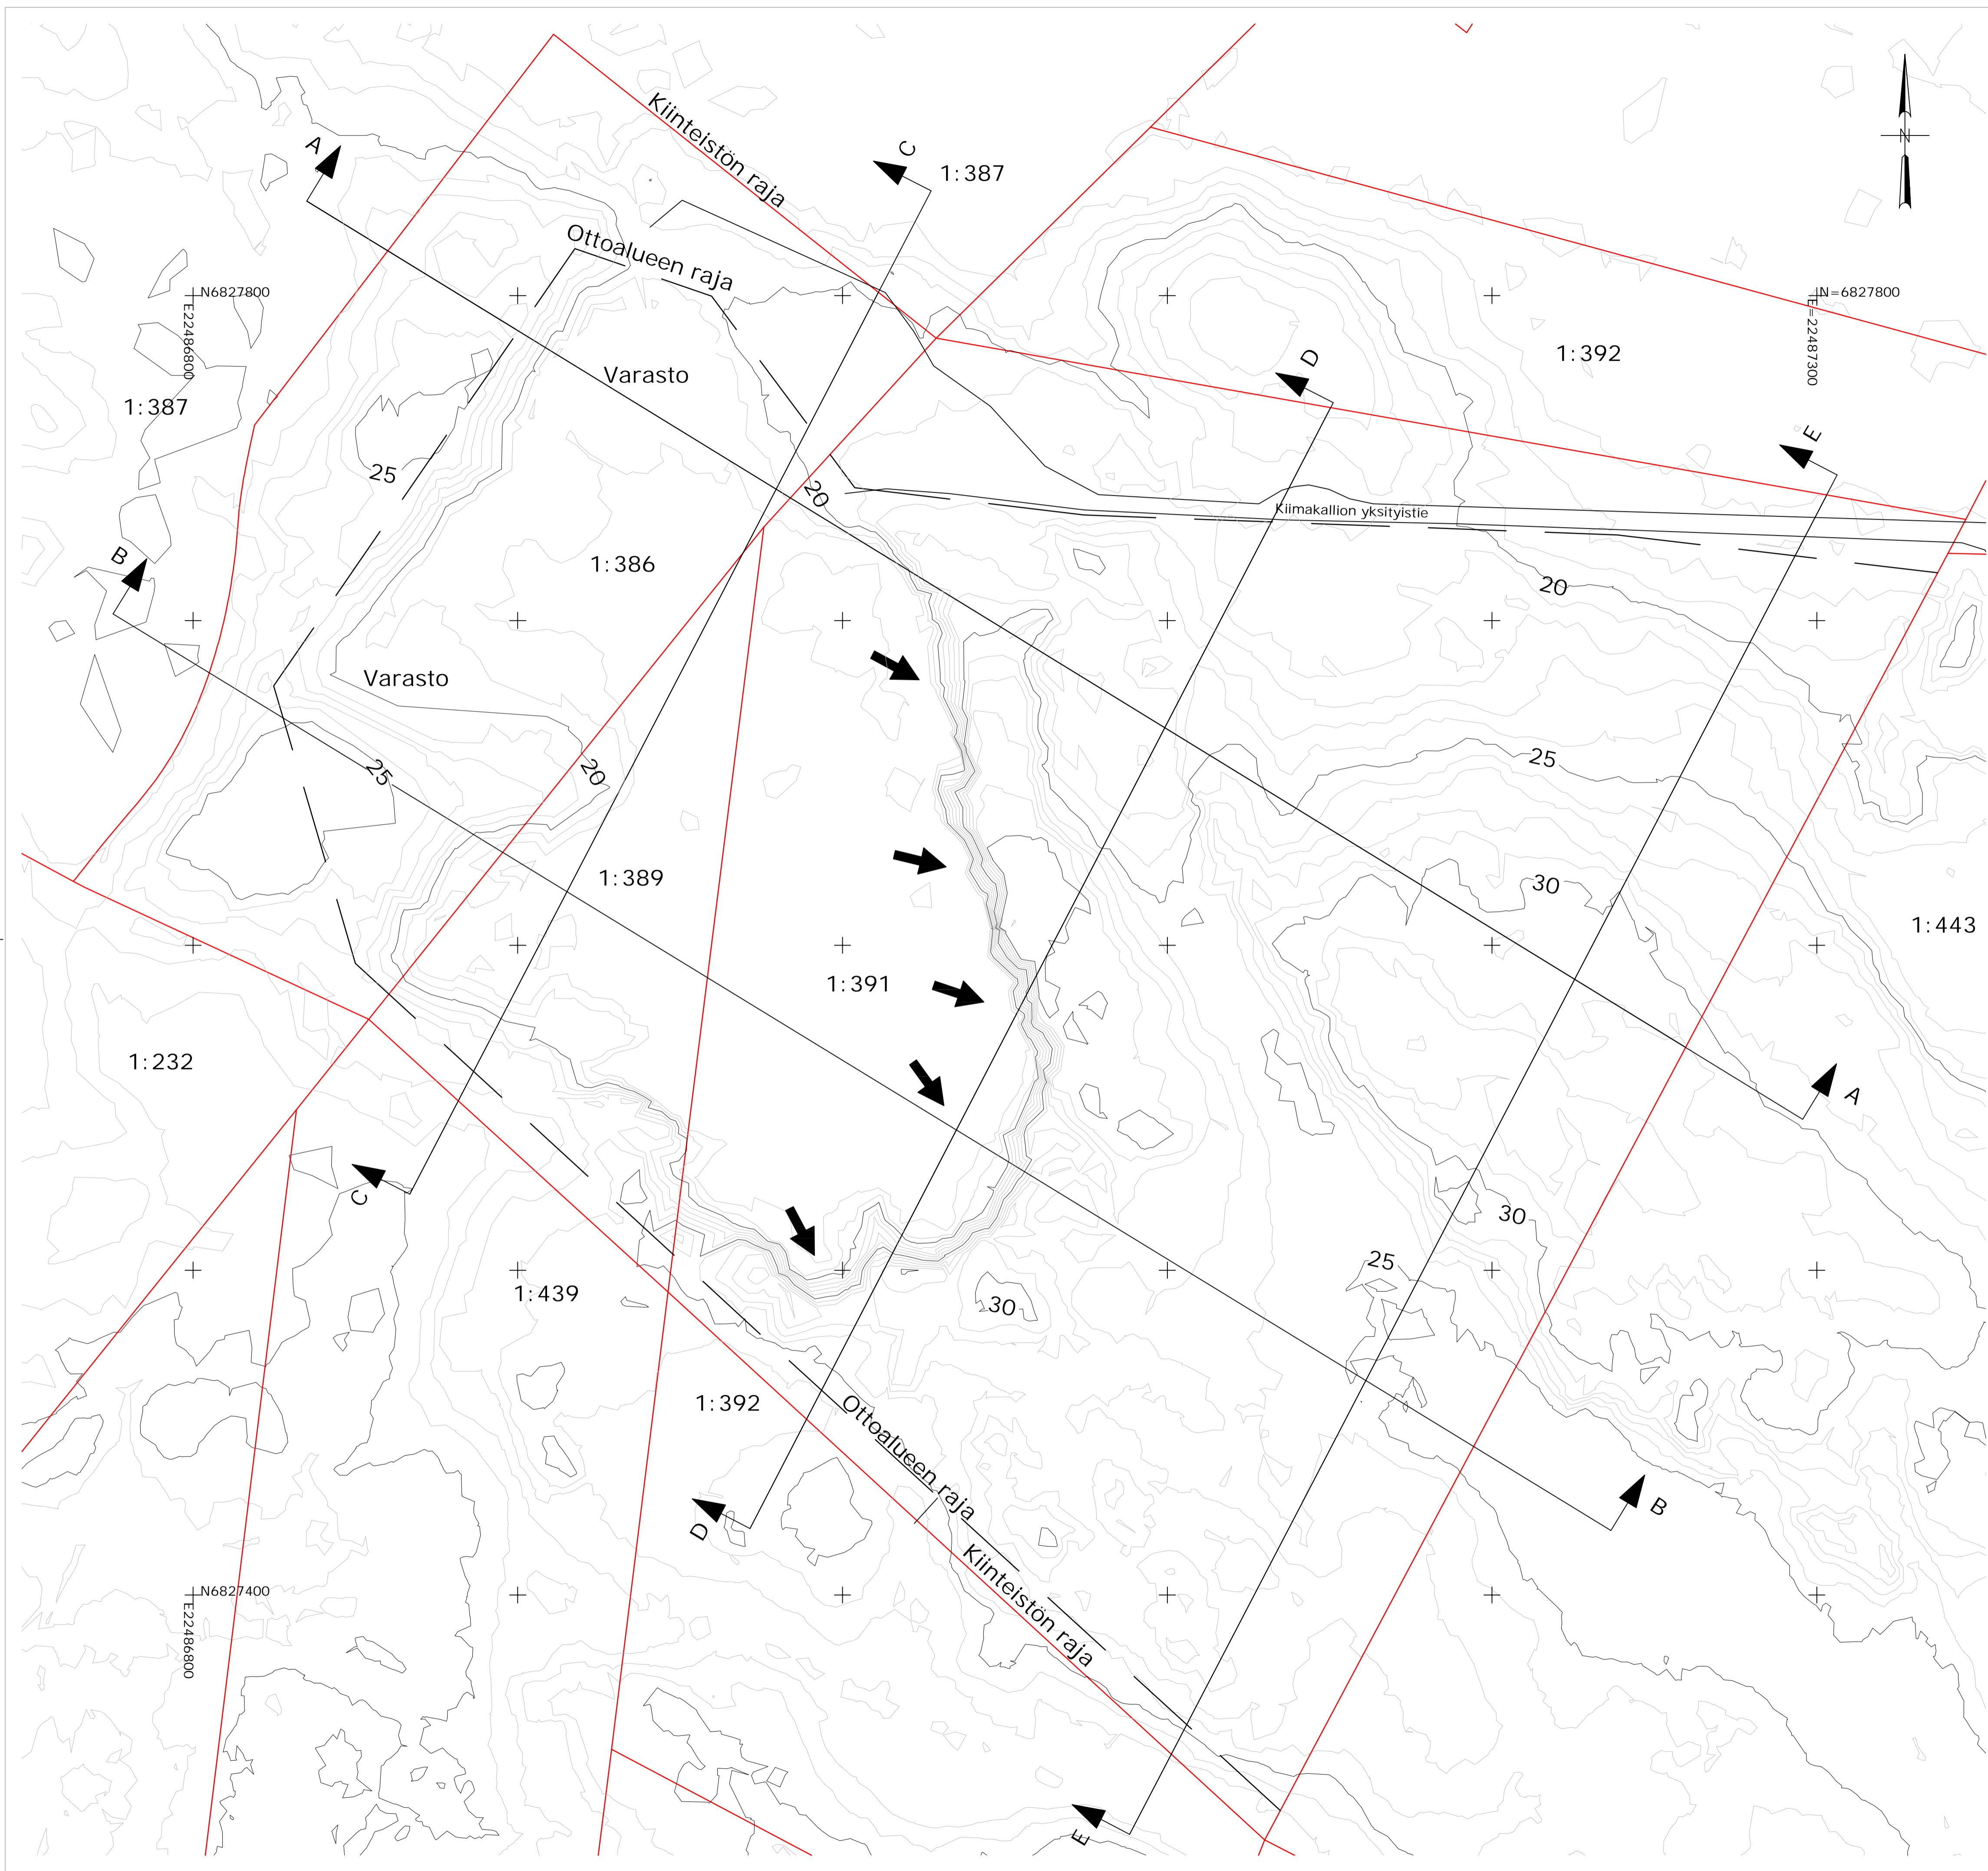 Kiinteistön raja
A
C
1:387
N
Ottoalueen raja
N6827800
E22486800
N=6827800
E=22487300
1:392
D
Varasto
1:387
E
25
20
Kiimakallion yksityistie
B
1:386
20
Varasto
25
20
25
1:389
30
1:443
1:391
1:232
A
C
30
25
1:439
30
1:392
Ottoalueen raja
B
D
Kiinteistön raja
N6827400
E22486800
E